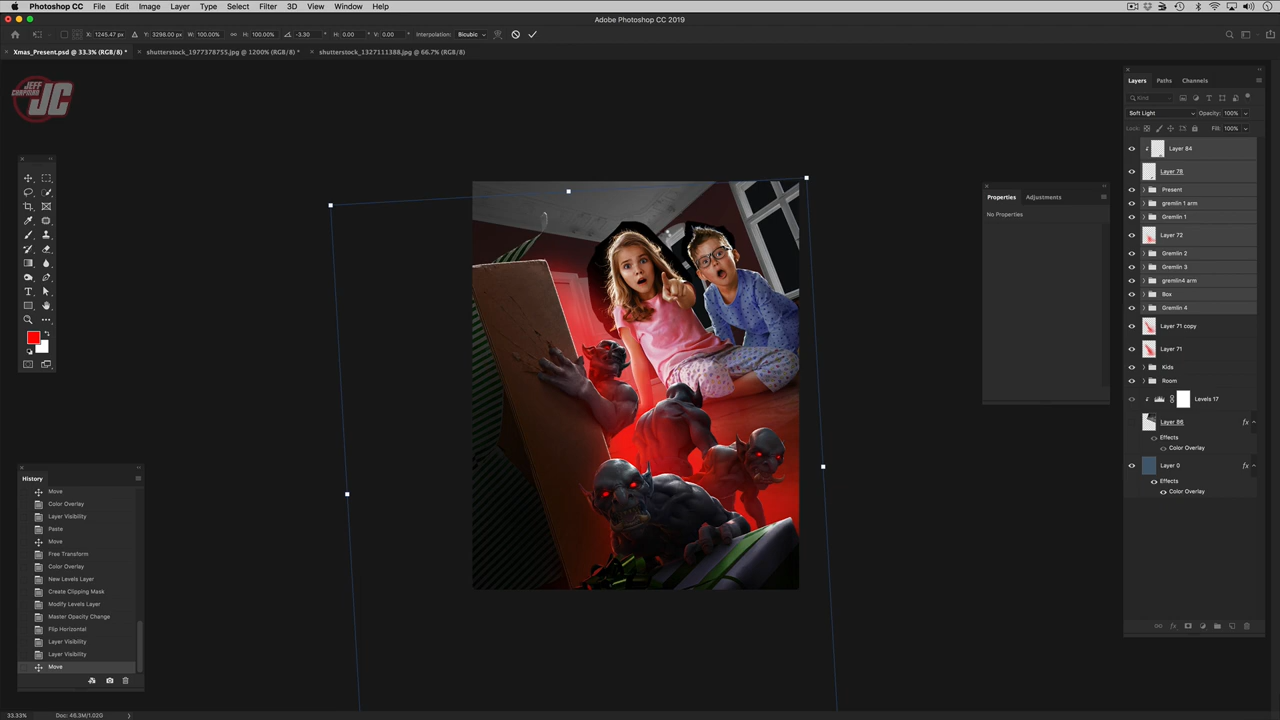 Photoshop CC File Edit Image Layer Type Select Filter 3D View Window Help
Adobe Photoshop CC 2019
X: 1245.47 px Y: 3298.00 px W: 100.00% H: 100.00% -3.30 ° H: 0.00 ° V: 0.00 ° Interpolation: Bicubic
Xmas_Present.psd @ 33.3% (RGB/8) * shutterstock_1977378755.jpg @ 1200% (RGB/8) * shutterstock_1327111388.jpg @ 66.7% (RGB/8)
JEFF
CHAPMAN
JC
Layers Paths Channels
Kind
Soft Light Opacity: 100%
Lock: Fill: 100%
Layer 84
Layer 78
Present
gremlin 1 arm
Gremlin 1
Layer 72
Gremlin 2
Gremlin 3
gremlin4 arm
Box
Gremlin 4
Layer 71 copy
Layer 71
Kids
Room
Levels 17
Layer 88
fx
Effects
Color Overlay
Layer 0
fx
Effects
Color Overlay
fx
Properties Adjustments
No Properties
History
Move
Color Overlay
Layer Visibility
Paste
Move
Free Transform
Color Overlay
New Levels Layer
Create Clipping Mask
Modify Levels Layer
Master Opacity Change
Flip Horizontal
Layer Visibility
Layer Visibility
Move
33.33% Doc: 48.3M/1.02G